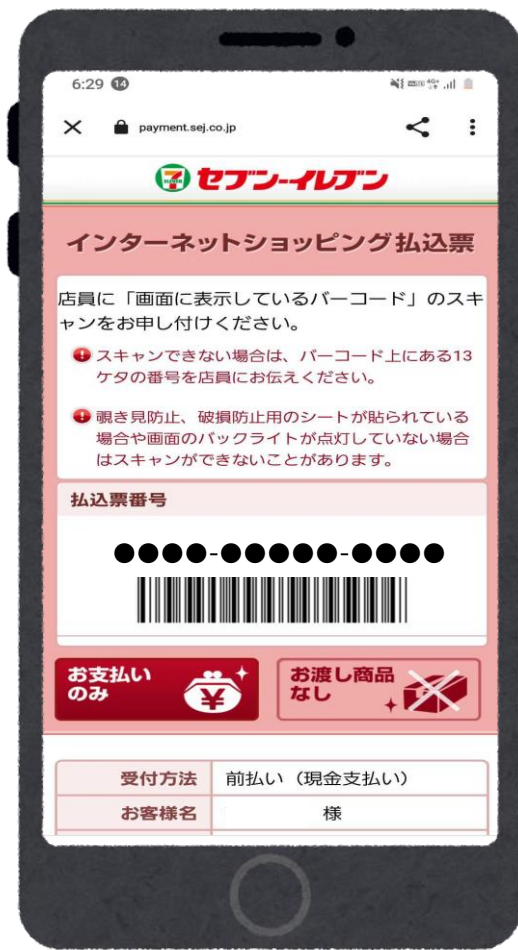 6:29 14
payment.sej.co.jp
セブン-イレブン
インターネットショッピング払込票
店員に「画面に表示しているバーコード」のスキ
ャンをお申し付けください。
スキャンできない場合は、バーコード上にある13
ケタの番号を店員にお伝えください。
覗き見防止、破損防止用のシートが貼られている
場合や画面のバックライトが点灯していない場合
はスキャンができないことがあります。
払込票番号
●●●●-●●●●●-●●●●
お支払い
のみ
お渡し商品
なし
受付方法 前払い（現金支払い）
お客様名 様